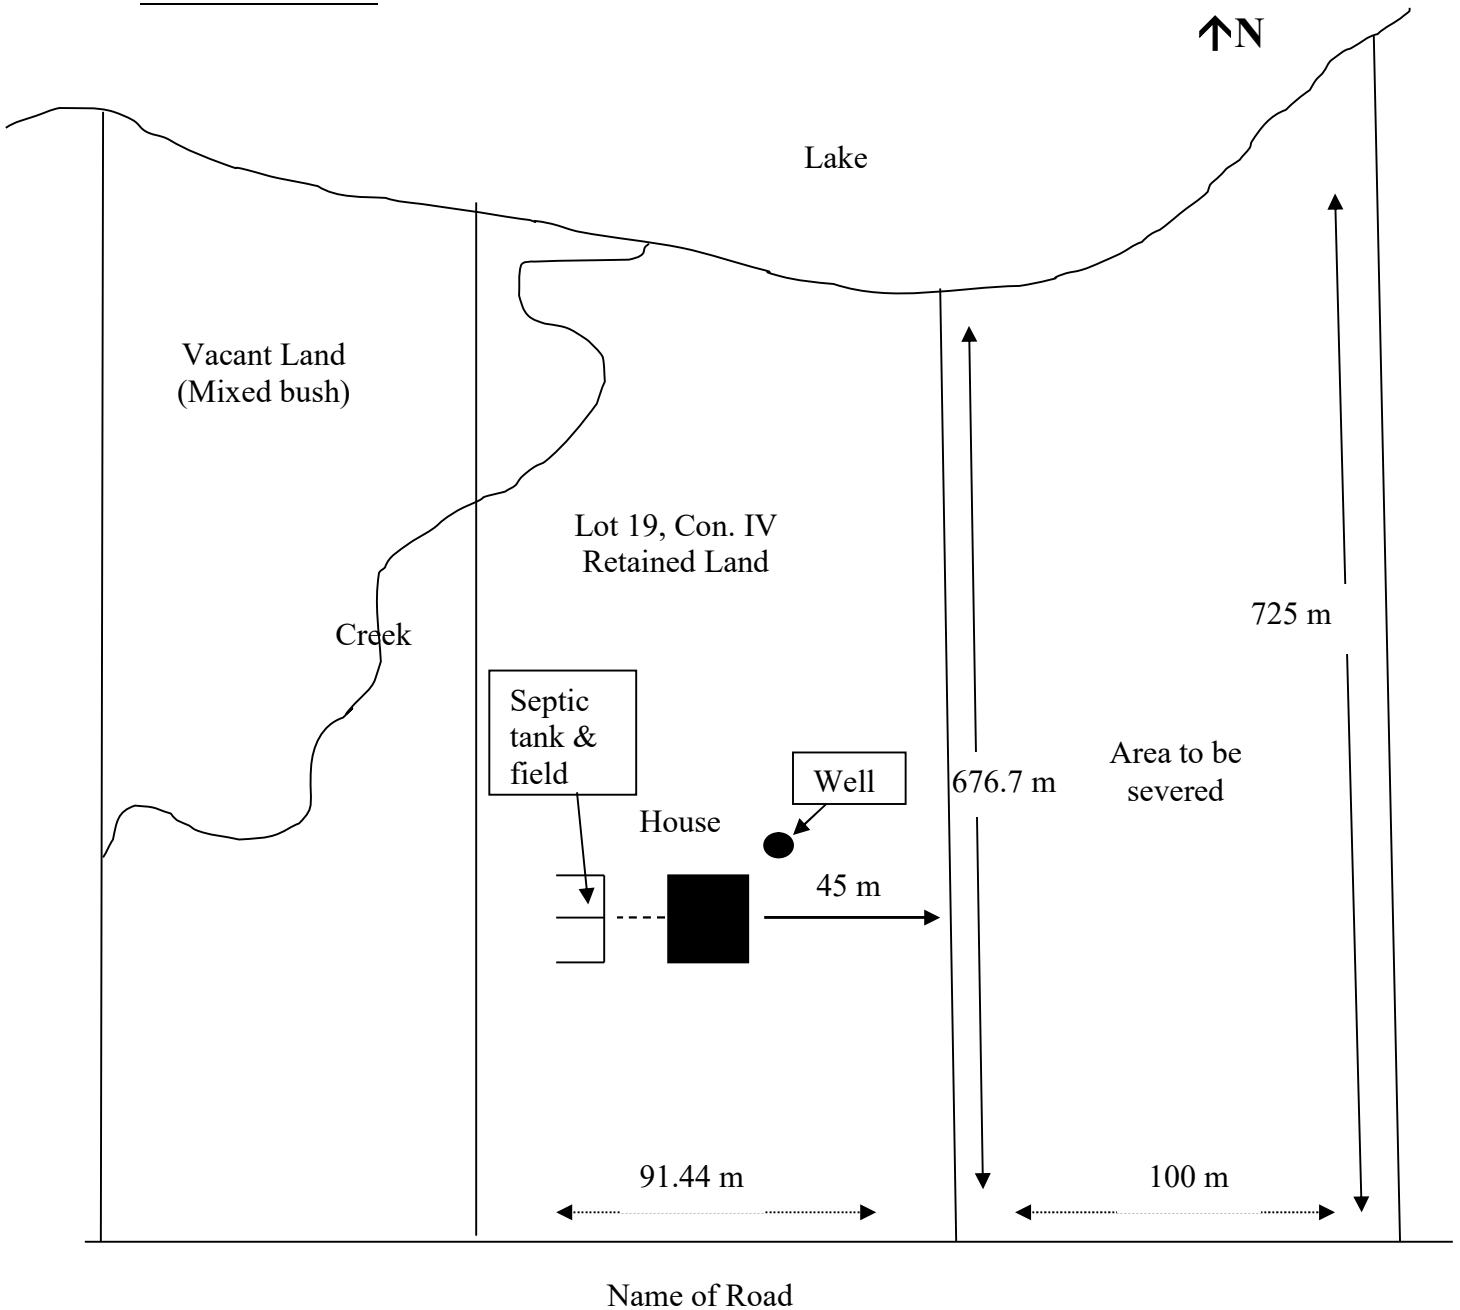 N
Lake
Vacant Land
(Mixed bush)
Lot 19, Con. IV
Retained Land
725 m
Creek
Septic
tank &
field
Area to be
severed
Well
676.7 m
House
45 m
91.44 m
100 m
Name of Road